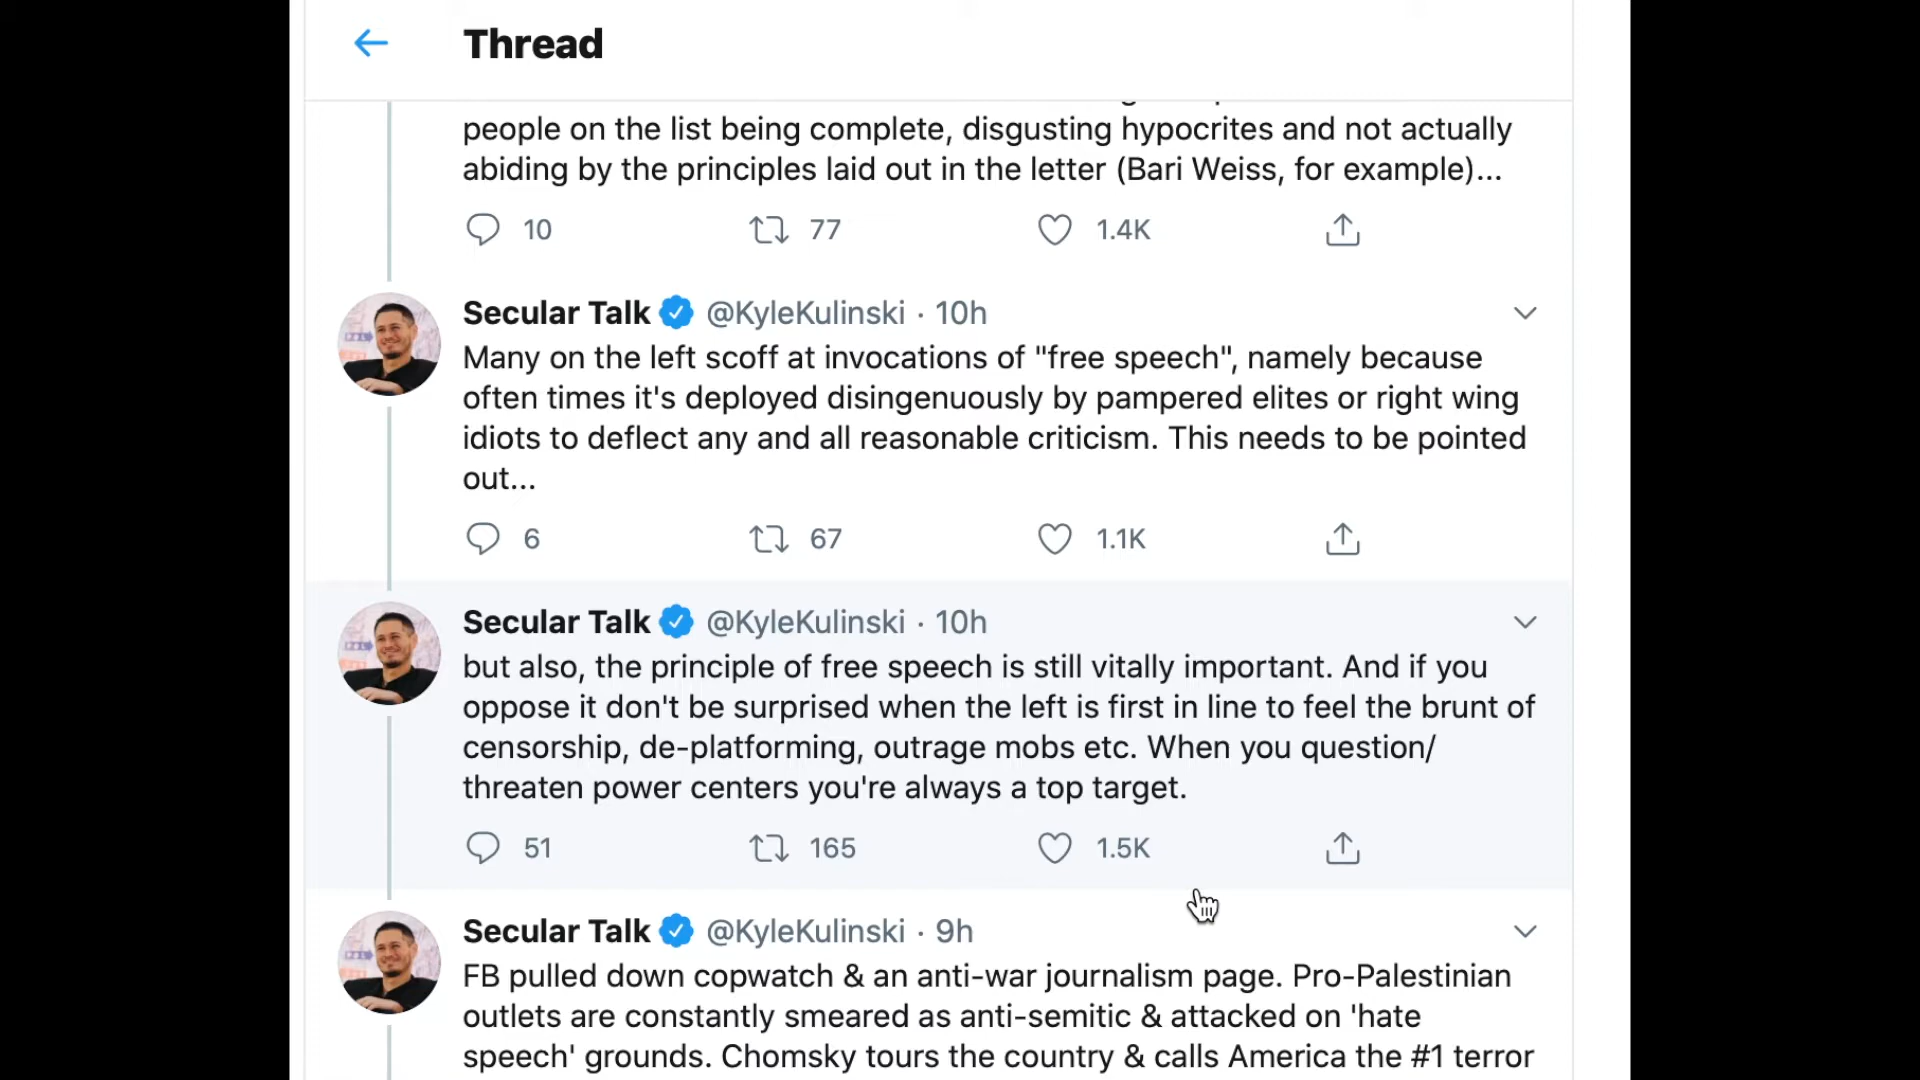 Thread
people on the list being complete, disgusting hypocrites and not actually
abiding by the principles laid out in the letter (Bari Weiss, for example)...
10 77 1.4K
Secular Talk @KyleKulinski · 10h
Many on the left scoff at invocations of "free speech", namely because
often times it's deployed disingenuously by pampered elites or right wing
idiots to deflect any and all reasonable criticism. This needs to be pointed
out...
6 67 1.1K
Secular Talk @KyleKulinski · 10h
but also, the principle of free speech is still vitally important. And if you
oppose it don't be surprised when the left is first in line to feel the brunt of
censorship, de-platforming, outrage mobs etc. When you question/
threaten power centers you're always a top target.
51 165 1.5K
Secular Talk @KyleKulinski · 9h
FB pulled down copwatch & an anti-war journalism page. Pro-Palestinian
outlets are constantly smeared as anti-semitic & attacked on 'hate
speech' grounds. Chomsky tours the country & calls America the #1 terror